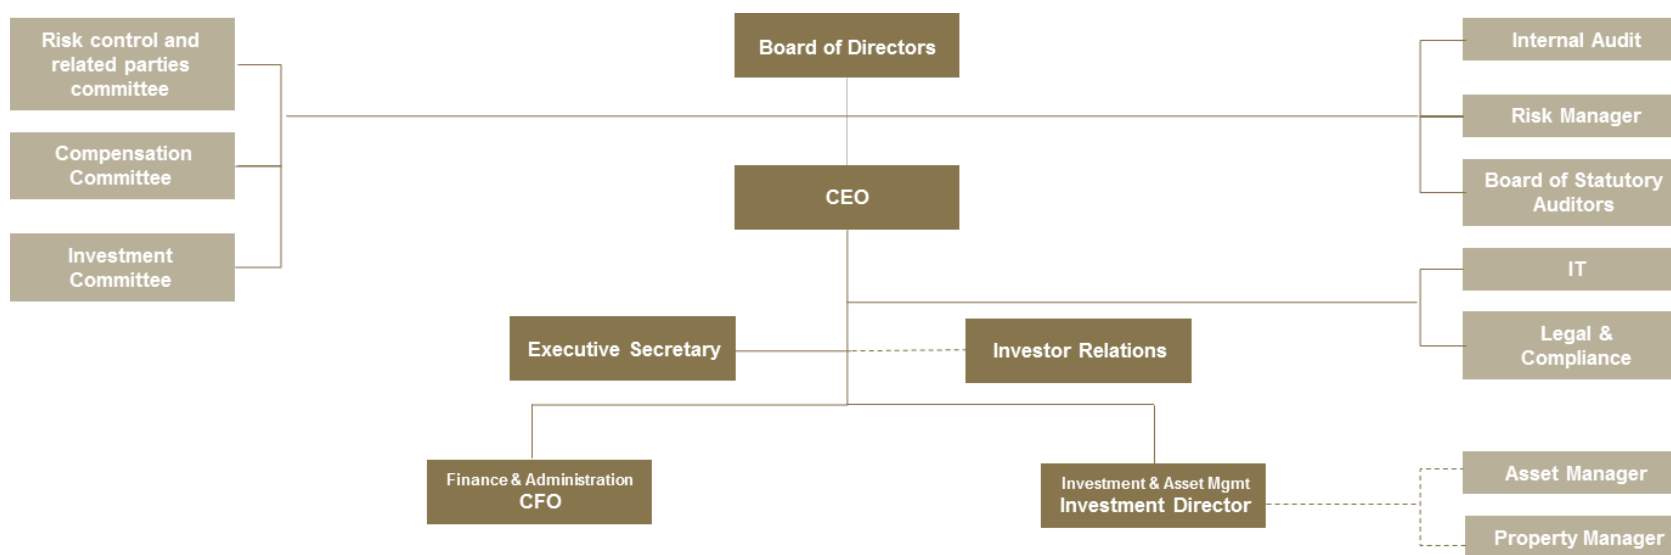 Risk control and
related parties
committee
Compensation
Committee
Investment
Committee
Board of Directors
CEO
Executive Secretary
Investor Relations
Finance & Administration
CFO
Investment & Asset Mgmt
Investment Director
Internal Audit
Risk Manager
Board of Statutory
Auditors
IT
Legal &
Compliance
Asset Manager
Property Manager